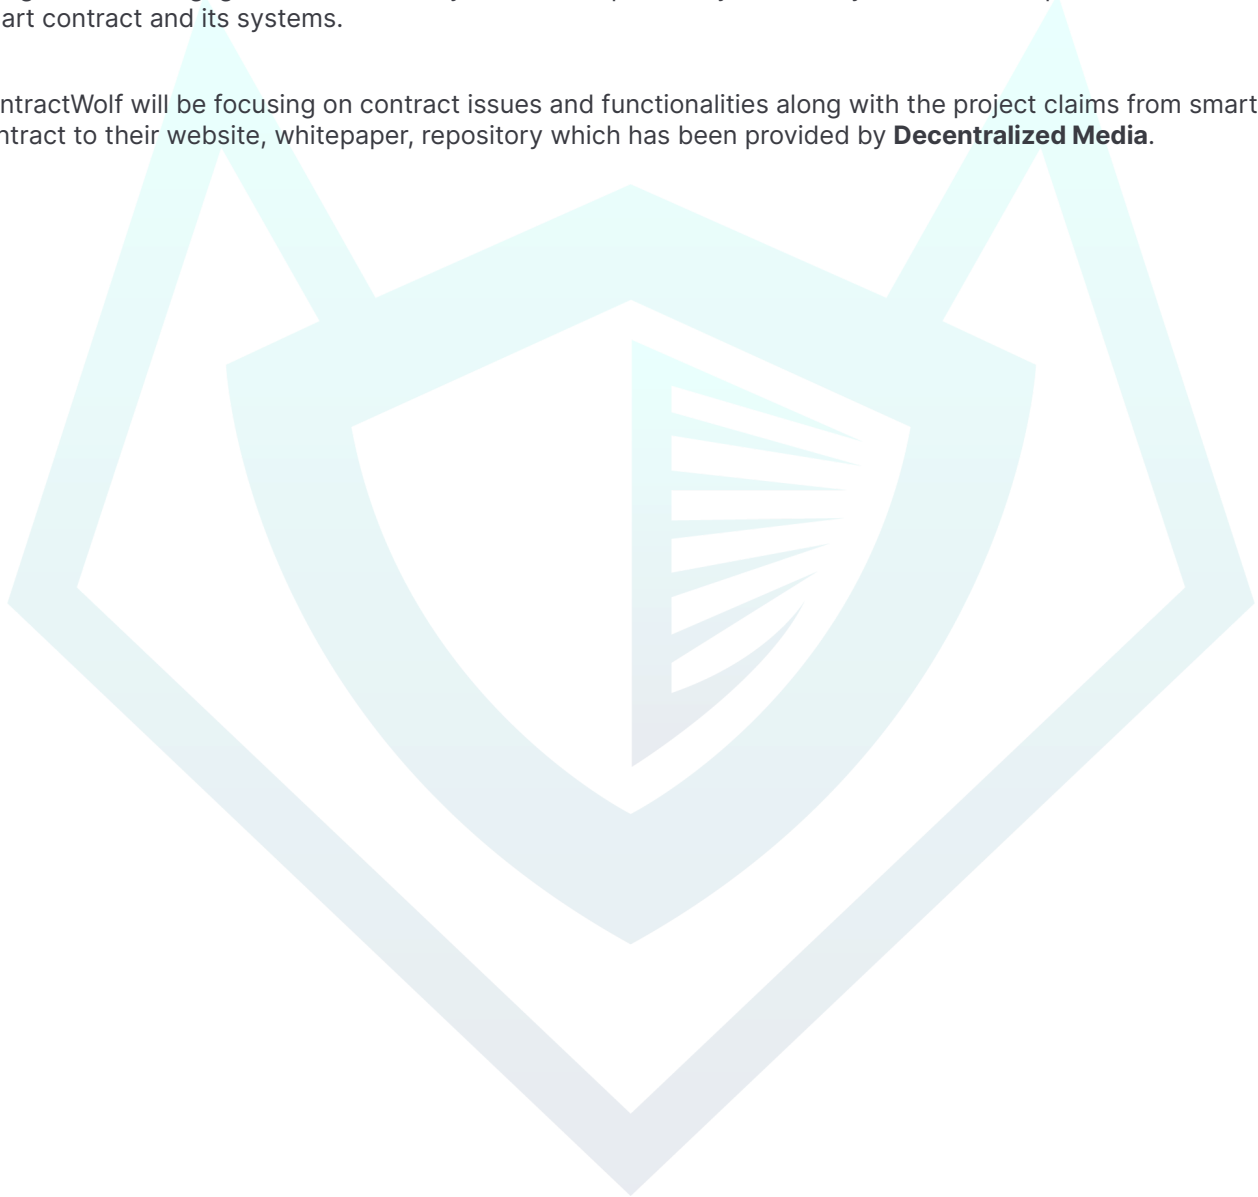 art contract and its systems.
ntractWolf will be focusing on contract issues and functionalities along with the project claims from smart
ntract to their website, whitepaper, repository which has been provided by Decentralized Media.